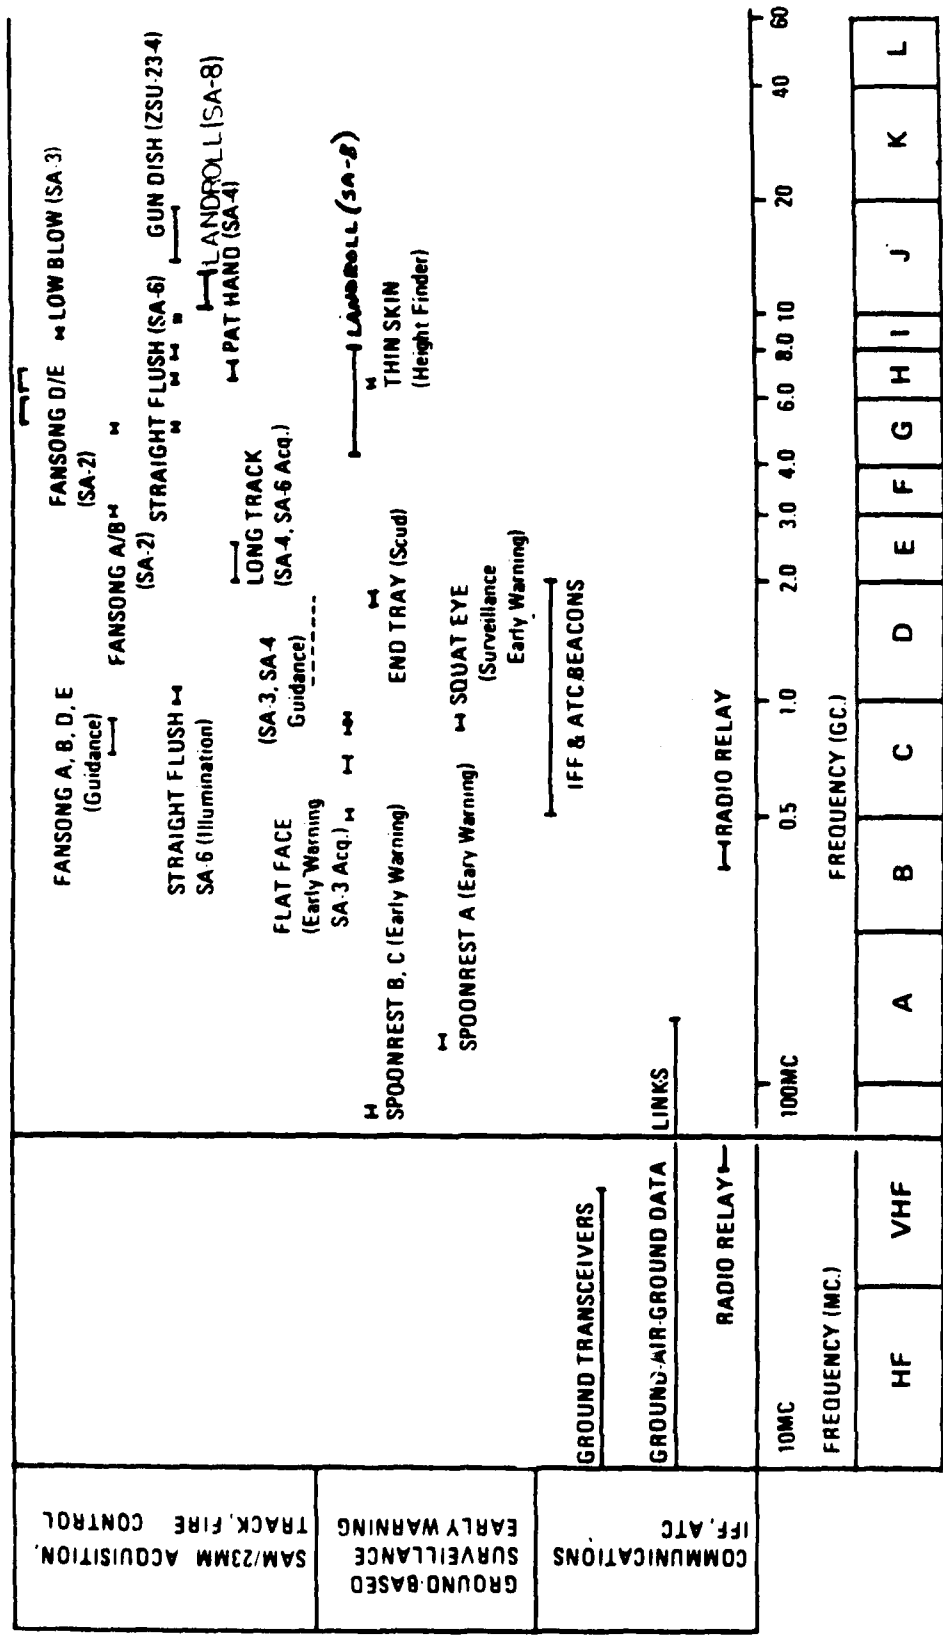 SAM/23MM ACQUISITION,
TRACK, FIRE CONTROL
FANSONG A, B, D, E
(Guidance)
FANSONG A/B
(SA-2)
FANSONG D/E
(SA-2)
LOW BLOW (SA-3)
STRAIGHT FLUSH
SA-6 (Illumination)
STRAIGHT FLUSH (SA-6)
GUN DISH (ZSU-23-4)
LANDROLL (SA-8)
PAT HAND (SA-4)
LONG TRACK
(SA-4, SA-6 Acq.)
(SA-3, SA-4
Guidance)
FLAT FACE
(Early Warning
SA-3 Acq.)
GROUND-BASED
SURVEILLANCE
EARLY WARNING
LANDROLL (SA-8)
THIN SKIN
(Height Finder)
END TRAY (Scud)
SPOONREST B, C (Early Warning)
SPOONREST A (Eary Warning)
SQUAT EYE
(Surveillance
Early Warning)
COMMUNICATIONS
IFF, ATC
IFF & ATC BEACONS
GROUND TRANSCEIVERS
GROUND-AIR-GROUND DATA LINKS
RADIO RELAY
RADIO RELAY
10MC 100MC 0.5 1.0 2.0 3.0 4.0 6.0 8.0 10 20 40 60
FREQUENCY (MC.) FREQUENCY (GC.)
HF VHF A B C D E F G H I J K L